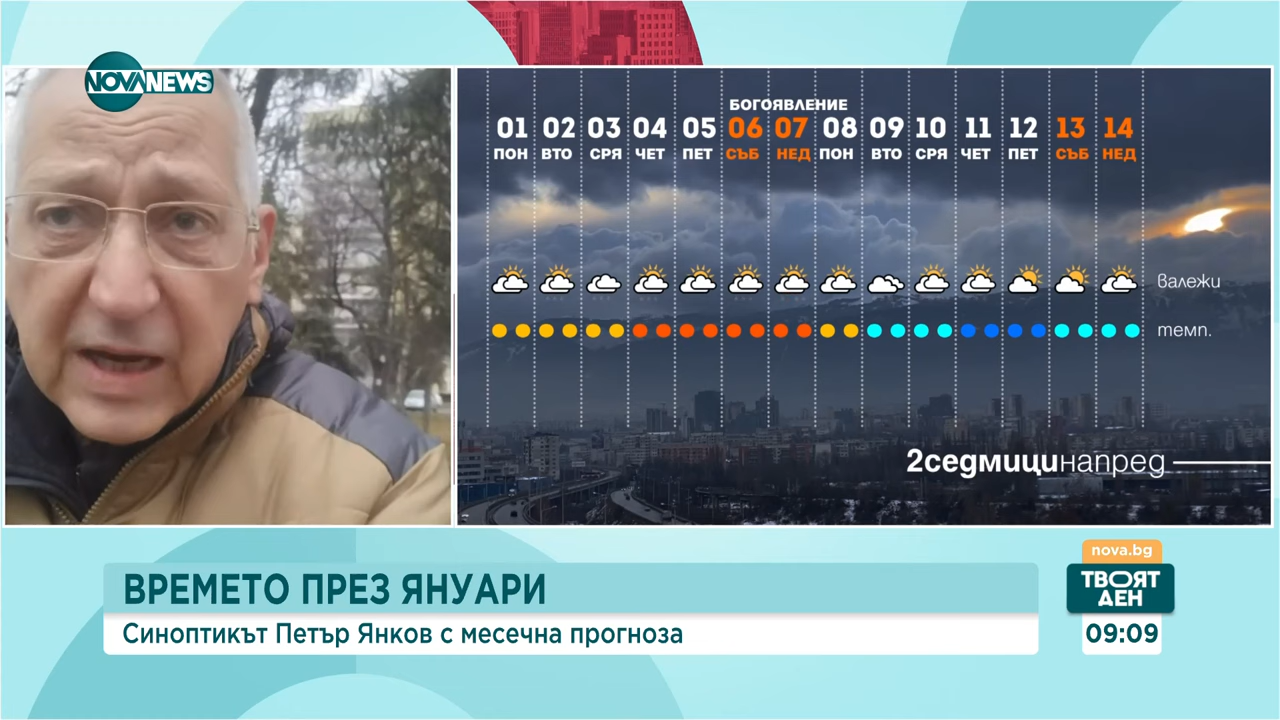 NOVANEWS
БОГОЯВЛЕНИЕ
01 02 03 04 05 06 07 08 09 10 11 12 13 14
ПОН ВТО СРЯ ЧЕТ ПЕТ СЪБ НЕД ПОН ВТО СРЯ ЧЕТ ПЕТ СЪБ НЕД
валежи
темп.
2седмицинапред
ВРЕМЕТО ПРЕЗ ЯНУАРИ
Синоптикът Петър Янков с месечна прогноза
nova.bg
ТВОЯТ
ДЕН
09:09